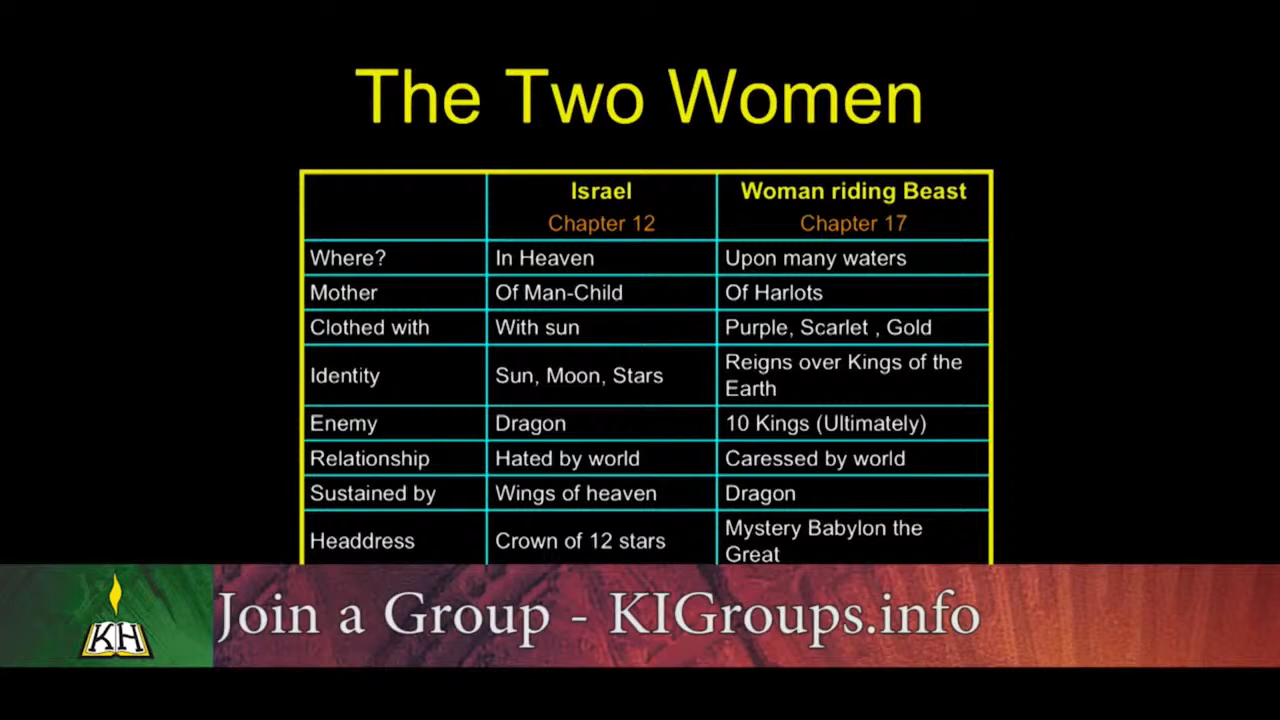 The Two Women
Israel Woman riding Beast
Chapter 12 Chapter 17
Where? In Heaven Upon many waters
Mother Of Man-Child Of Harlots
Clothed with With sun Purple, Scarlet , Gold
Identity Sun, Moon, Stars Reigns over Kings of the
Earth
Enemy Dragon 10 Kings (Ultimately)
Relationship Hated by world Caressed by world
Sustained by Wings of heaven Dragon
Headdress Crown of 12 stars Mystery Babylon the
Great
KH Join a Group - KIGroups.info